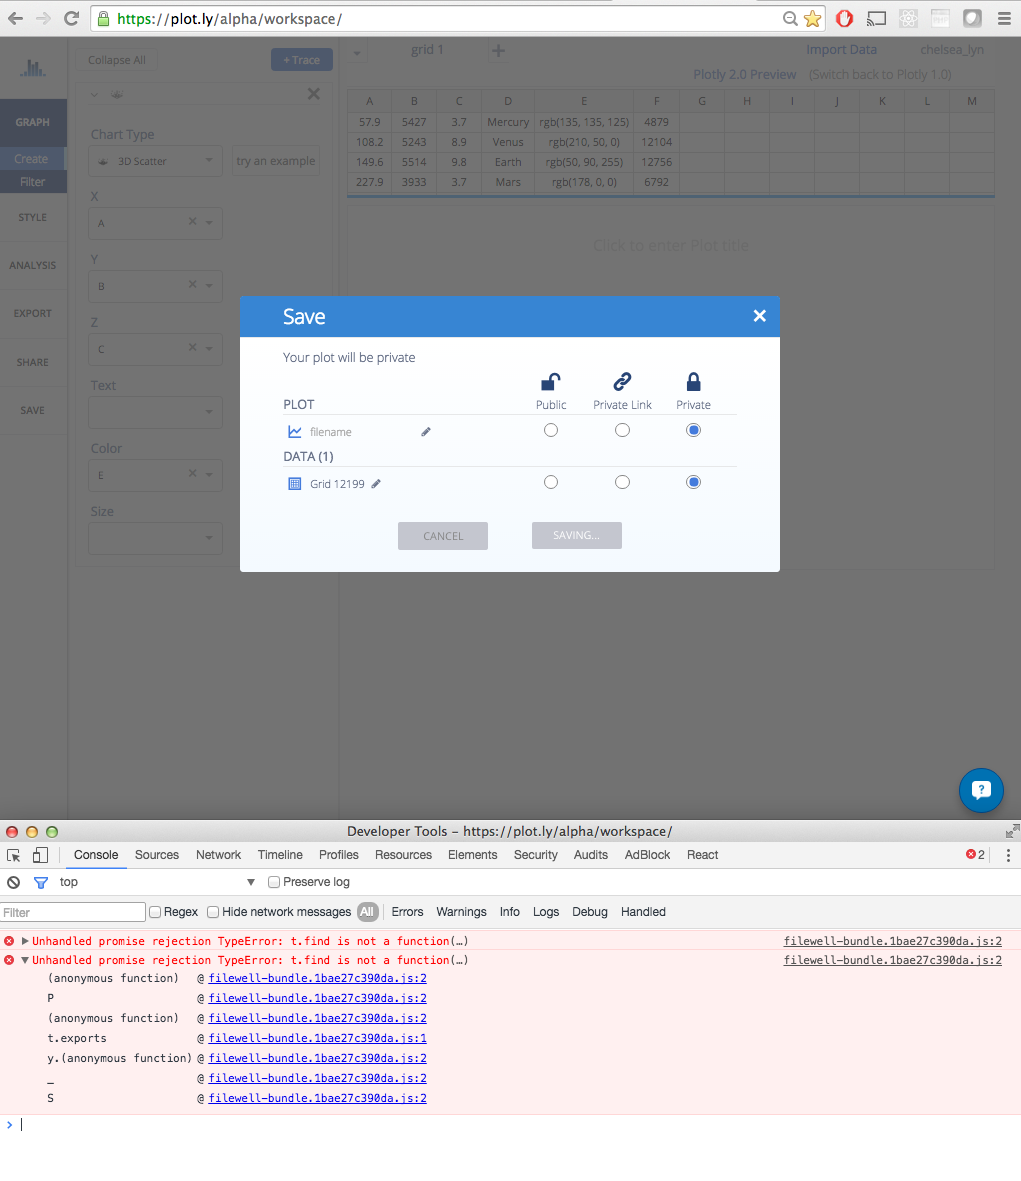 https://plot.ly/alpha/workspace/
Collapse All
+ Trace
grid 1
+
Import Data
chelsea_lyn
Plotly 2.0 Preview (Switch back to Plotly 1.0)
A B C D E F G H I J K L M
57.9 5427 3.7 Mercury rgb(135, 135, 125) 4879
108.2 5243 8.9 Venus rgb(210, 50, 0) 12104
149.6 5514 9.8 Earth rgb(50, 90, 255) 12756
227.9 3933 3.7 Mars rgb(178, 0, 0) 6792
GRAPH
Create
Filter
STYLE
ANALYSIS
EXPORT
SHARE
SAVE
Chart Type
3D Scatter
try an example
X
A
Y
B
Z
C
Text
Color
E
Size
Click to enter Plot title
Save
Your plot will be private
Public Private Link Private
PLOT
filename
DATA (1)
Grid 12199
CANCEL
SAVING...
Developer Tools - https://plot.ly/alpha/workspace/
Console Sources Network Timeline Profiles Resources Elements Security Audits AdBlock React 2
top Preserve log
Filter Regex Hide network messages All Errors Warnings Info Logs Debug Handled
Unhandled promise rejection TypeError: t.find is not a function(…) filewell-bundle.1bae27c390da.js:2
Unhandled promise rejection TypeError: t.find is not a function(…) filewell-bundle.1bae27c390da.js:2
(anonymous function) @ filewell-bundle.1bae27c390da.js:2
P @ filewell-bundle.1bae27c390da.js:2
(anonymous function) @ filewell-bundle.1bae27c390da.js:2
t.exports @ filewell-bundle.1bae27c390da.js:1
y.(anonymous function) @ filewell-bundle.1bae27c390da.js:2
_ @ filewell-bundle.1bae27c390da.js:2
S @ filewell-bundle.1bae27c390da.js:2
>